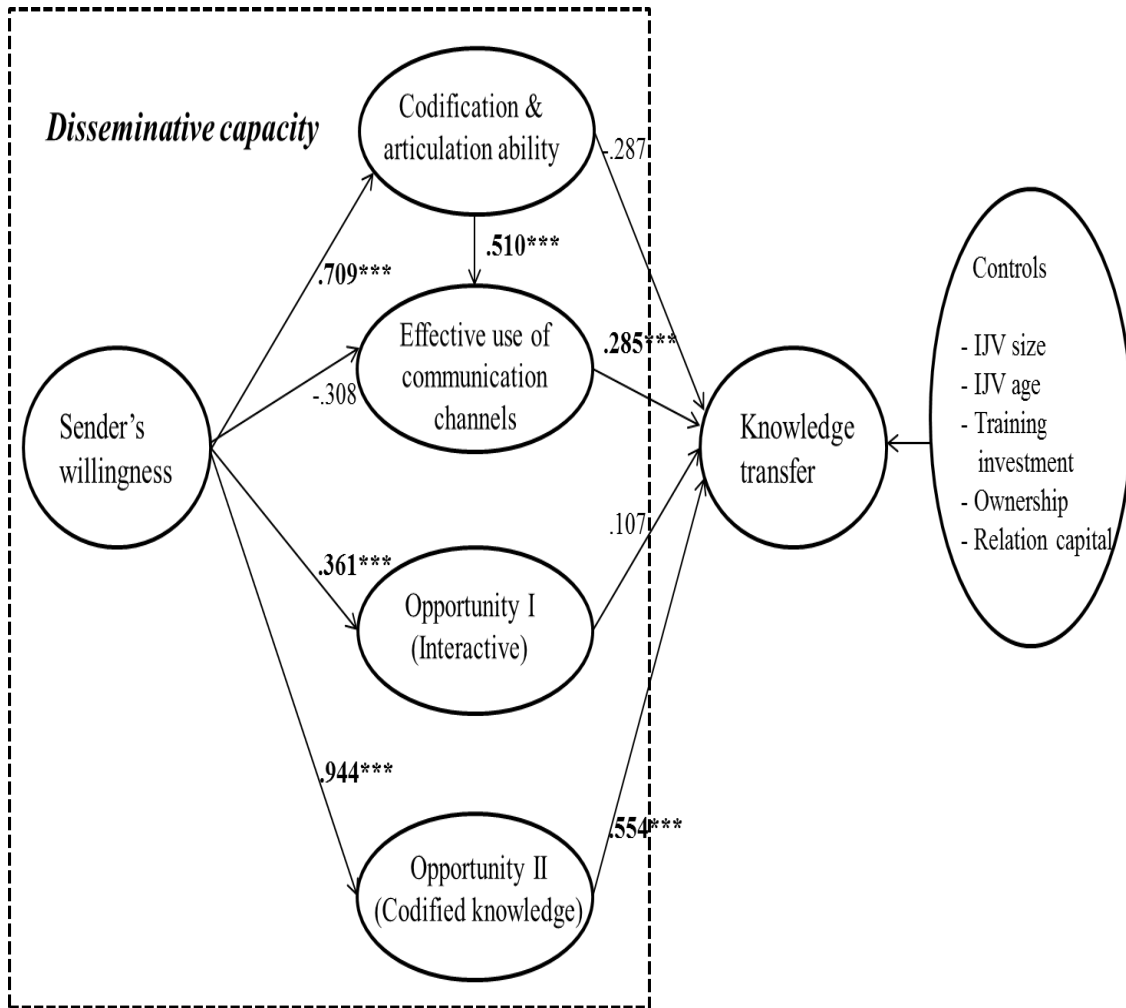 Disseminative capacity
Codification &
articulation ability
-.287
.510***
.709***
Effective use of
communication
channels
.285***
-.308
Sender’s
willingness
Knowledge
transfer
Controls
- IJV size
- IJV age
- Training
investment
- Ownership
- Relation capital
.361***
.107
Opportunity I
(Interactive)
.944***
.554***
Opportunity II
(Codified knowledge)